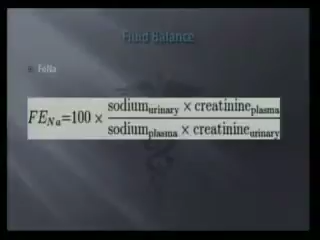 Fluid Balance
FeNa
FE_Na=100 × (sodium_urinary × creatinine_plasma) / (sodium_plasma × creatinine_urinary)